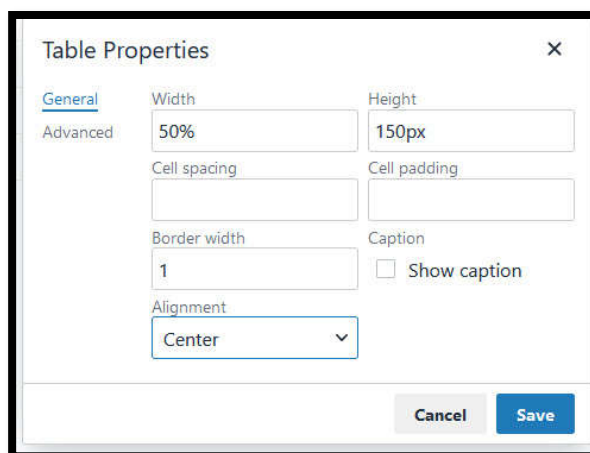 Table Properties
General
Advanced
Width
Height
50%
150px
Cell spacing
Cell padding
Border width
Caption
1
Show caption
Alignment
Center
Cancel
Save